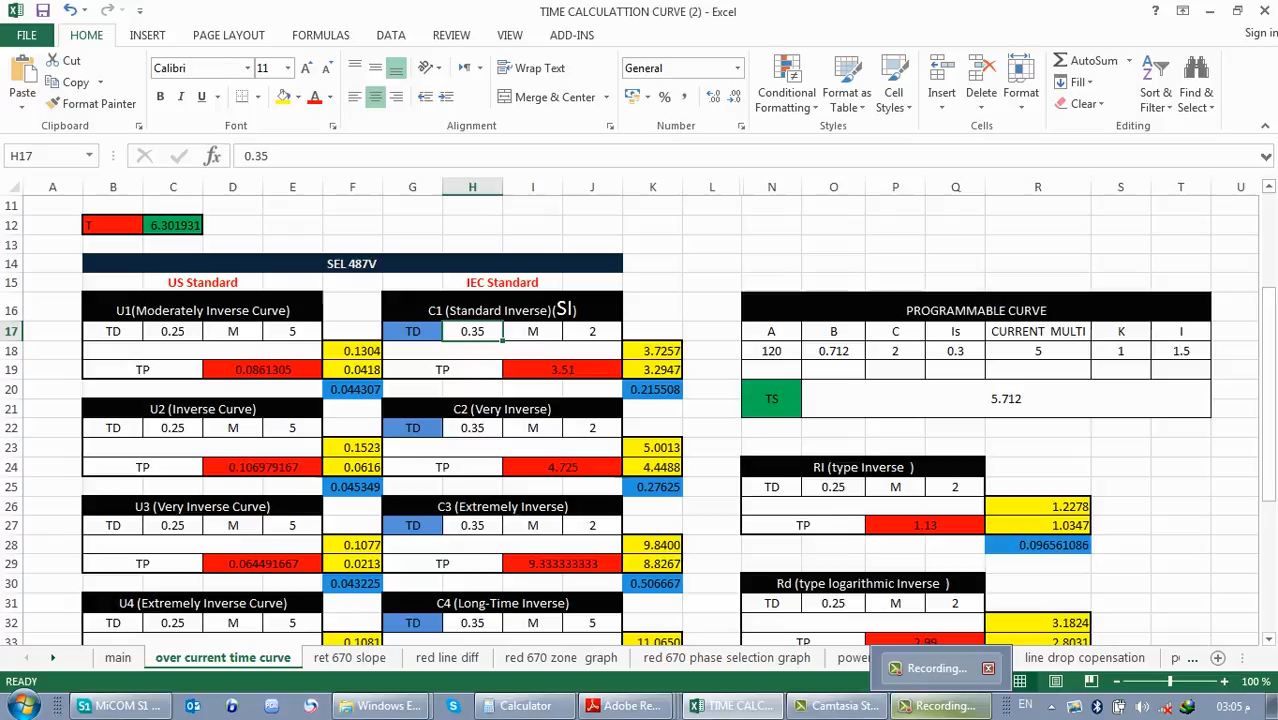 TIME CALCULATTION CURVE (2) - Excel
FILE HOME INSERT PAGE LAYOUT FORMULAS DATA REVIEW VIEW ADD-INS Sign in
Paste Cut Copy Format Painter Clipboard
Calibri 11 B I U A Font
Wrap Text Merge & Center Alignment
General % Number
Conditional Formatting Format as Table Cell Styles Styles
Insert Delete Format Cells
AutoSum Fill Clear Sort & Filter Find & Select Editing
H17 fx 0.35
A B C D E F G H I J K L N O P Q R S T U
11
12 T 6.301931
13
14 SEL 487V
15 US Standard IEC Standard
16 U1(Moderately Inverse Curve) C1 (Standard Inverse)(SI) PROGRAMMABLE CURVE
17 TD 0.25 M 5 TD 0.35 M 2 A B C Is CURRENT MULTI K I
18 0.1304 3.7257 120 0.712 2 0.3 5 1 1.5
19 TP 0.0861305 0.0418 TP 3.51 3.2947
20 0.044307 0.215508 TS 5.712
21 U2 (Inverse Curve) C2 (Very Inverse)
22 TD 0.25 M 5 TD 0.35 M 2
23 0.1523 5.0013
24 TP 0.106979167 0.0616 TP 4.725 4.4488 RI (type Inverse )
25 0.045349 0.27625 TD 0.25 M 2
26 U3 (Very Inverse Curve) C3 (Extremely Inverse) 1.2278
27 TD 0.25 M 5 TD 0.35 M 2 TP 1.13 1.0347
28 0.1077 9.8400 0.096561086
29 TP 0.064491667 0.0213 TP 9.333333333 8.8267
30 0.043225 0.506667 Rd (type logarithmic Inverse )
31 U4 (Extremely Inverse Curve) C4 (Long-Time Inverse) TD 0.25 M 2
32 TD 0.25 M 5 TD 0.35 M 5 3.1824
33 0.1081 11.0650 TP 2.99 2.8031
main over current time curve ret 670 slope red line diff red 670 zone graph red 670 phase selection graph power line drop copensation ...
Recording...
READY 100 %
MiCOM S1 ... Windows E... Calculator Adobe Re... TIME CALC... Camtasia St... Recording... EN 03:05 م